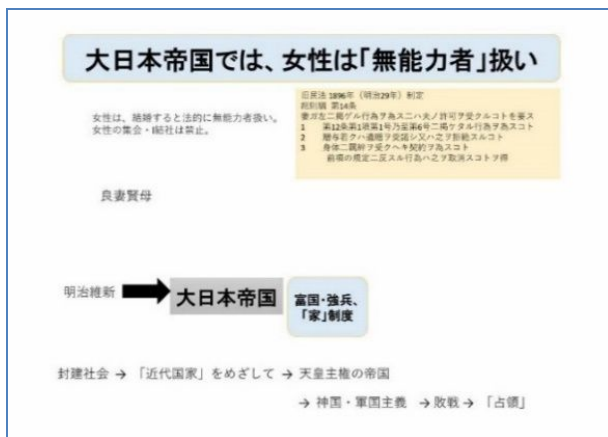 大日本帝国では、女性は「無能力者」扱い
女性は、結婚すると法的に無能力者扱い。
女性の集会・結社は禁止。
旧民法 1896年（明治29年）制定
総則編 第14条
妻ガ左ニ掲ゲル行為ヲ為スニハ夫ノ許可ヲ受クルコトヲ要ス
1 第12条第1項第1号乃至第6号ニ掲ケタル行為ヲ為スコト
2 贈与若クハ遺贈ヲ受諾シ又ハ之ヲ拒絶スルコト
3 身体ニ羈絆ヲ受クヘキ契約ヲ為スコト
前項の規定ニ反スル行為ハ之ヲ取消スコトヲ得
良妻賢母
明治維新
大日本帝国
富国・強兵、
「家」制度
封建社会 → 「近代国家」をめざして → 天皇主権の帝国
→ 神国・軍国主義 → 敗戦 → 「占領」